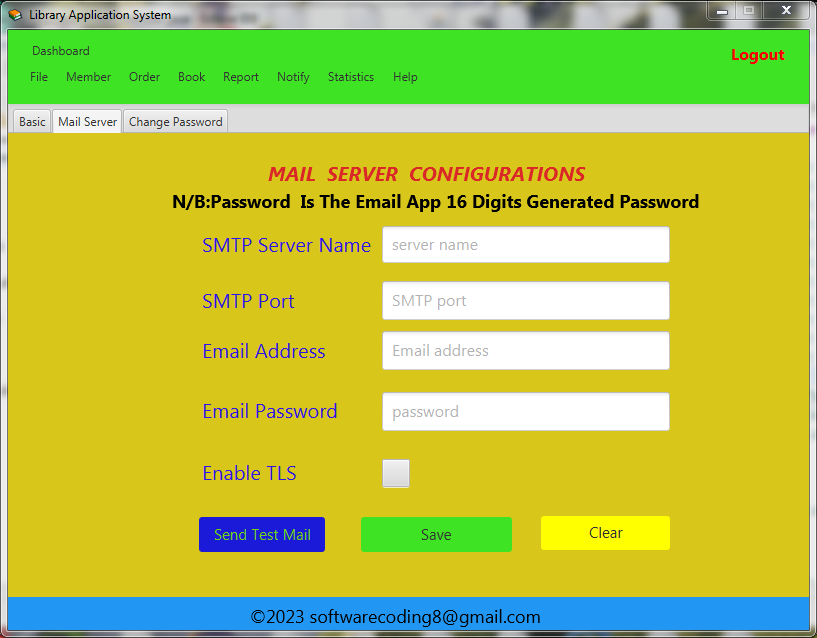 Library Application System
Dashboard
Logout
File Member Order Book Report Notify Statistics Help
Basic Mail Server Change Password
MAIL SERVER CONFIGURATIONS
N/B:Password Is The Email App 16 Digits Generated Password
SMTP Server Name server name
SMTP Port SMTP port
Email Address Email address
Email Password password
Enable TLS
Send Test Mail Save Clear
©2023 softwarecoding8@gmail.com